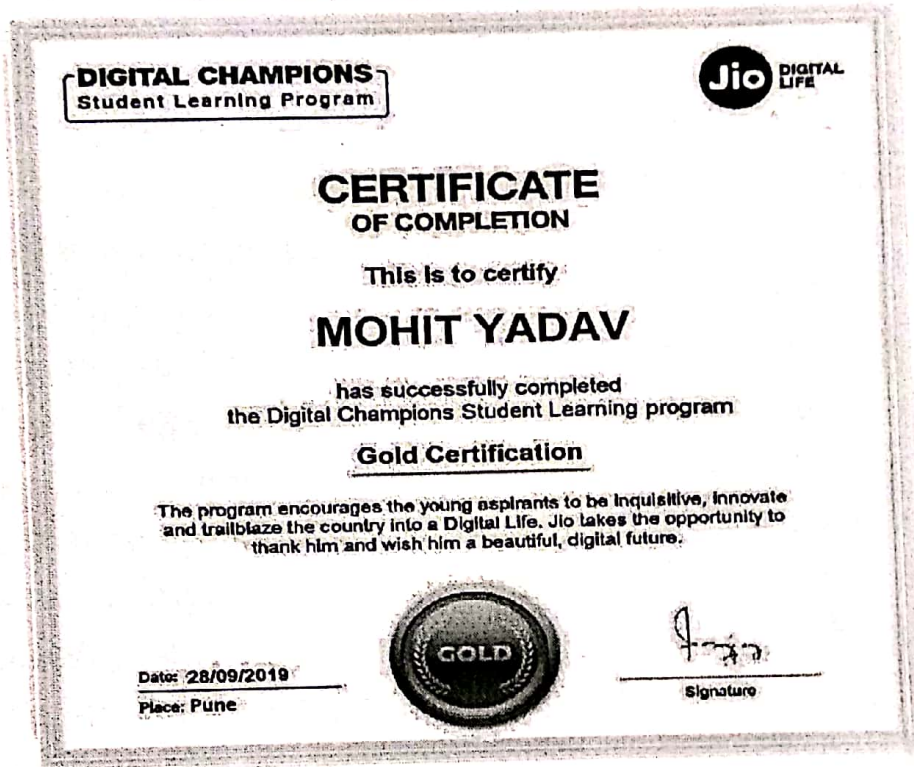 DIGITAL CHAMPIONS
Student Learning Program
Jio DIGITAL
LIFE
CERTIFICATE
OF COMPLETION
This is to certify
MOHIT YADAV
has successfully completed
the Digital Champions Student Learning program
Gold Certification
The program encourages the young aspirants to be inquisitive, innovate
and trailblaze the country into a Digital Life. Jio takes the opportunity to
thank him and wish him a beautiful, digital future.
GOLD
Date: 28/09/2019
Place: Pune
Signature